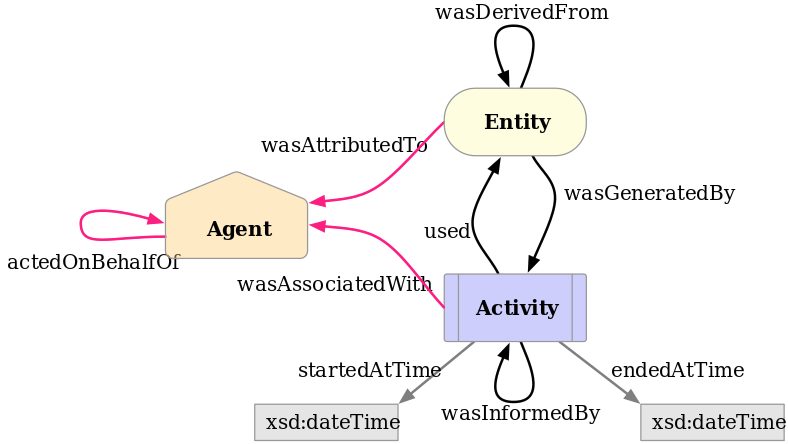 wasDerivedFrom
Entity
wasAttributedTo
wasGeneratedBy
Agent
used
actedOnBehalfOf
wasAssociatedWith
Activity
startedAtTime
endedAtTime
wasInformedBy
xsd:dateTime
xsd:dateTime